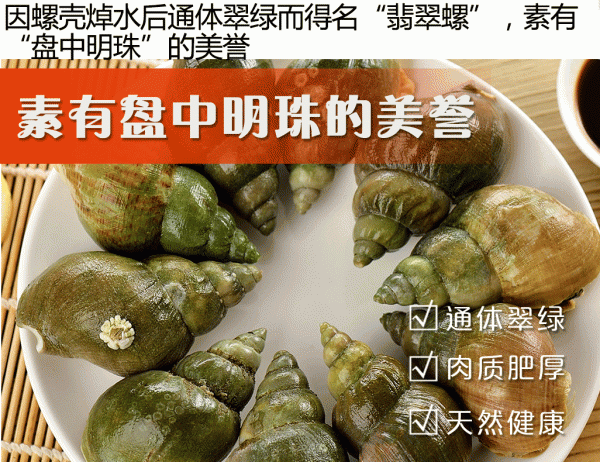 因螺壳焯水后通体翠绿而得名“翡翠螺”，素有
“盘中明珠”的美誉
素有盘中明珠的美誉
通体翠绿
肉质肥厚
天然健康